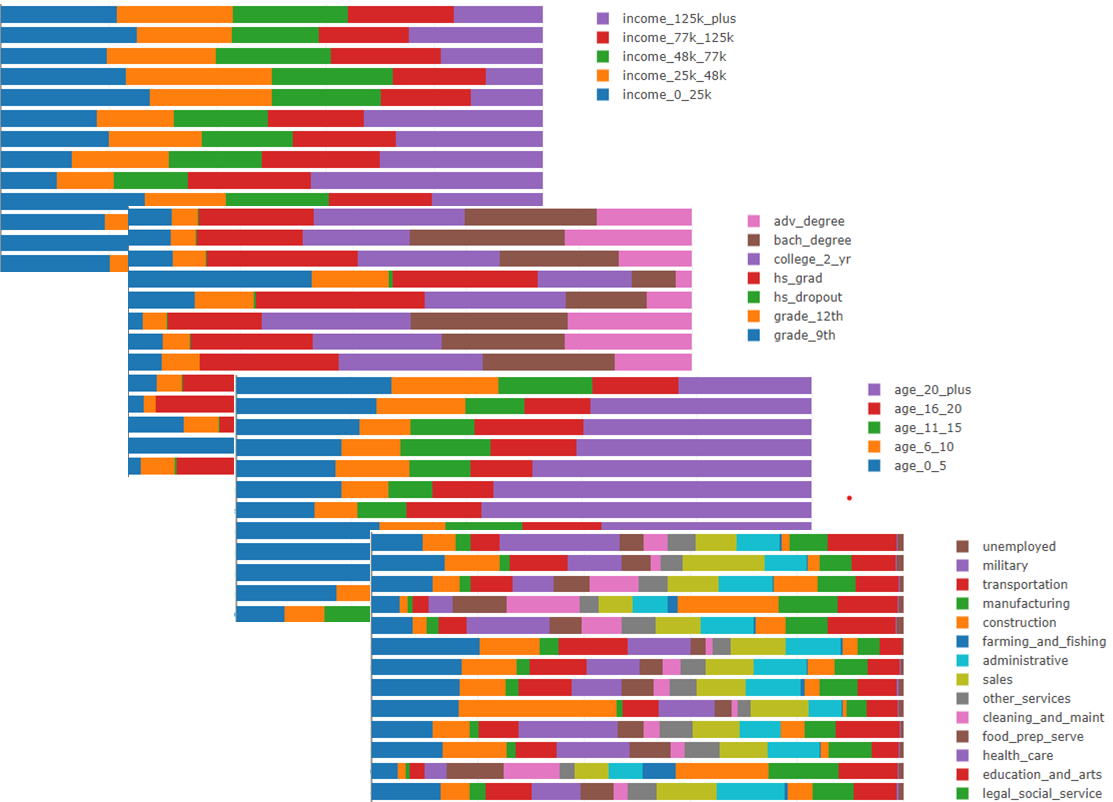 income_125k_plus
income_77k_125k
income_48k_77k
income_25k_48k
income_0_25k
adv_degree
bach_degree
college_2_yr
hs_grad
hs_dropout
grade_12th
grade_9th
age_20_plus
age_16_20
age_11_15
age_6_10
age_0_5
unemployed
military
transportation
manufacturing
construction
farming_and_fishing
administrative
sales
other_services
cleaning_and_maint
food_prep_serve
health_care
education_and_arts
legal_social_service